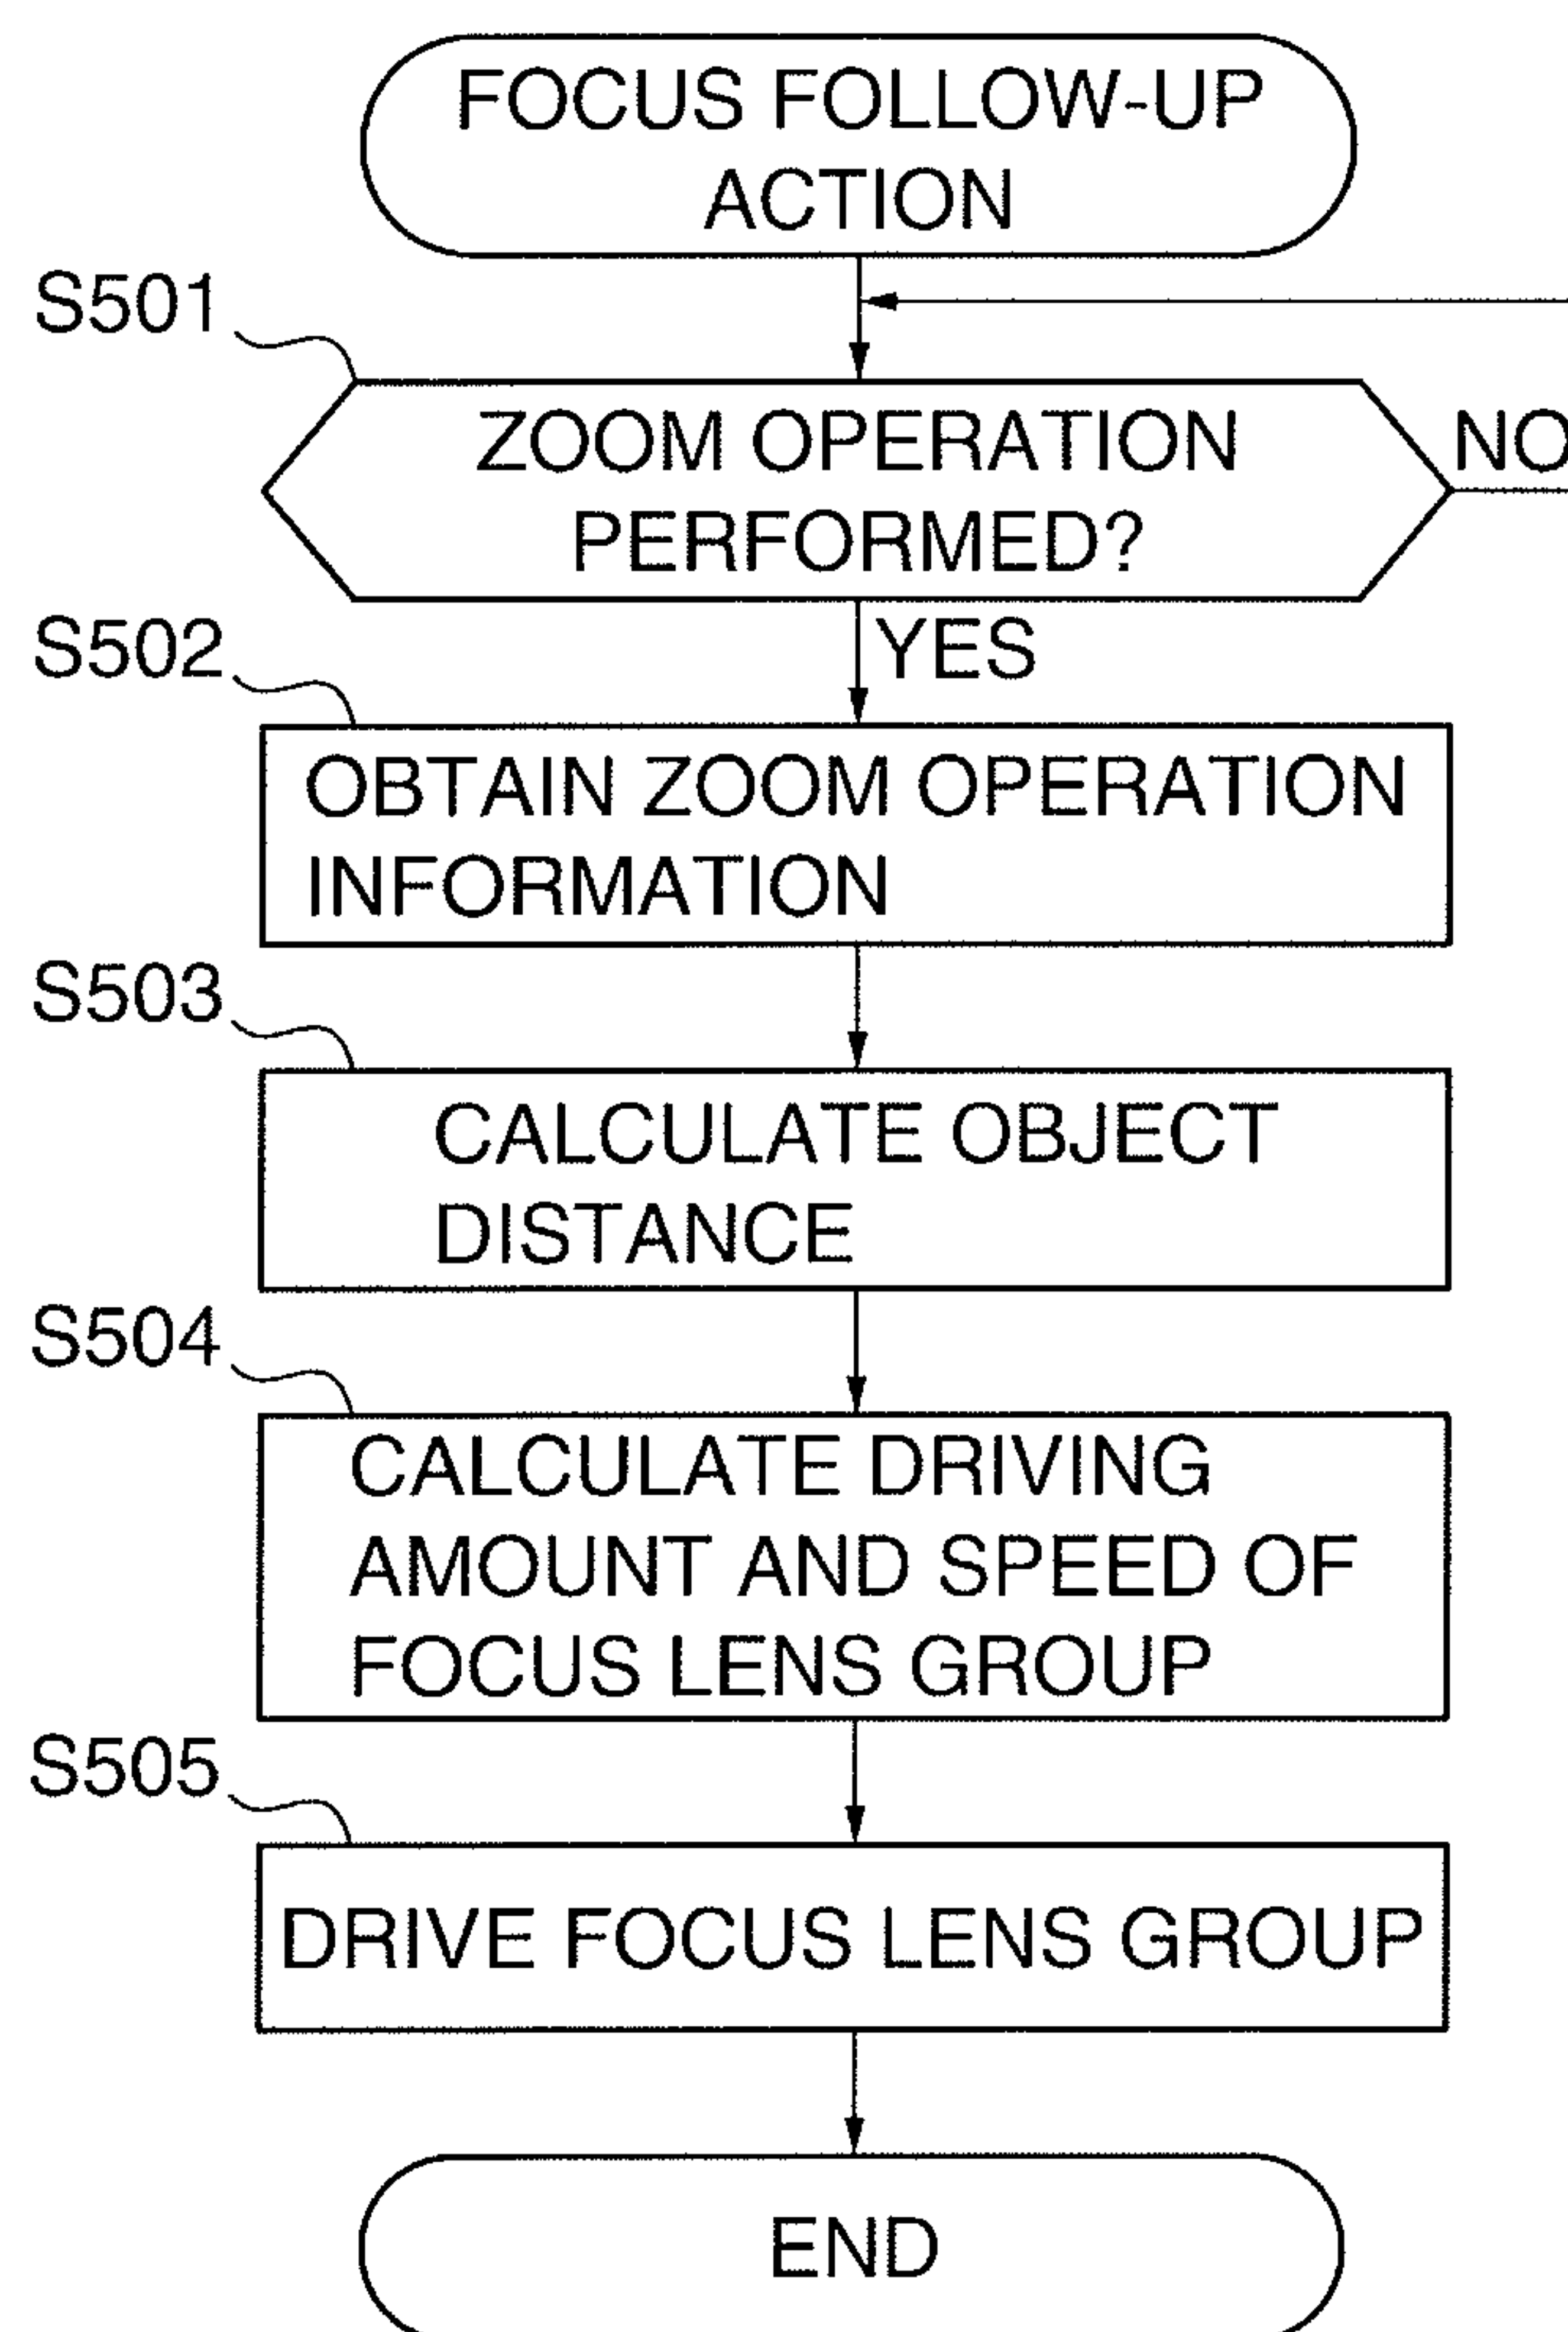 FOCUS FOLLOW-UP
ACTION
S501
ZOOM OPERATION
PERFORMED?
NO
YES
S502
OBTAIN ZOOM OPERATION
INFORMATION
S503
CALCULATE OBJECT
DISTANCE
S504
CALCULATE DRIVING
AMOUNT AND SPEED OF
FOCUS LENS GROUP
S505
DRIVE FOCUS LENS GROUP
END